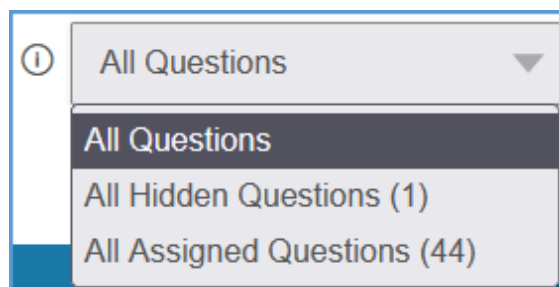 All Questions
All Questions
All Hidden Questions (1)
All Assigned Questions (44)